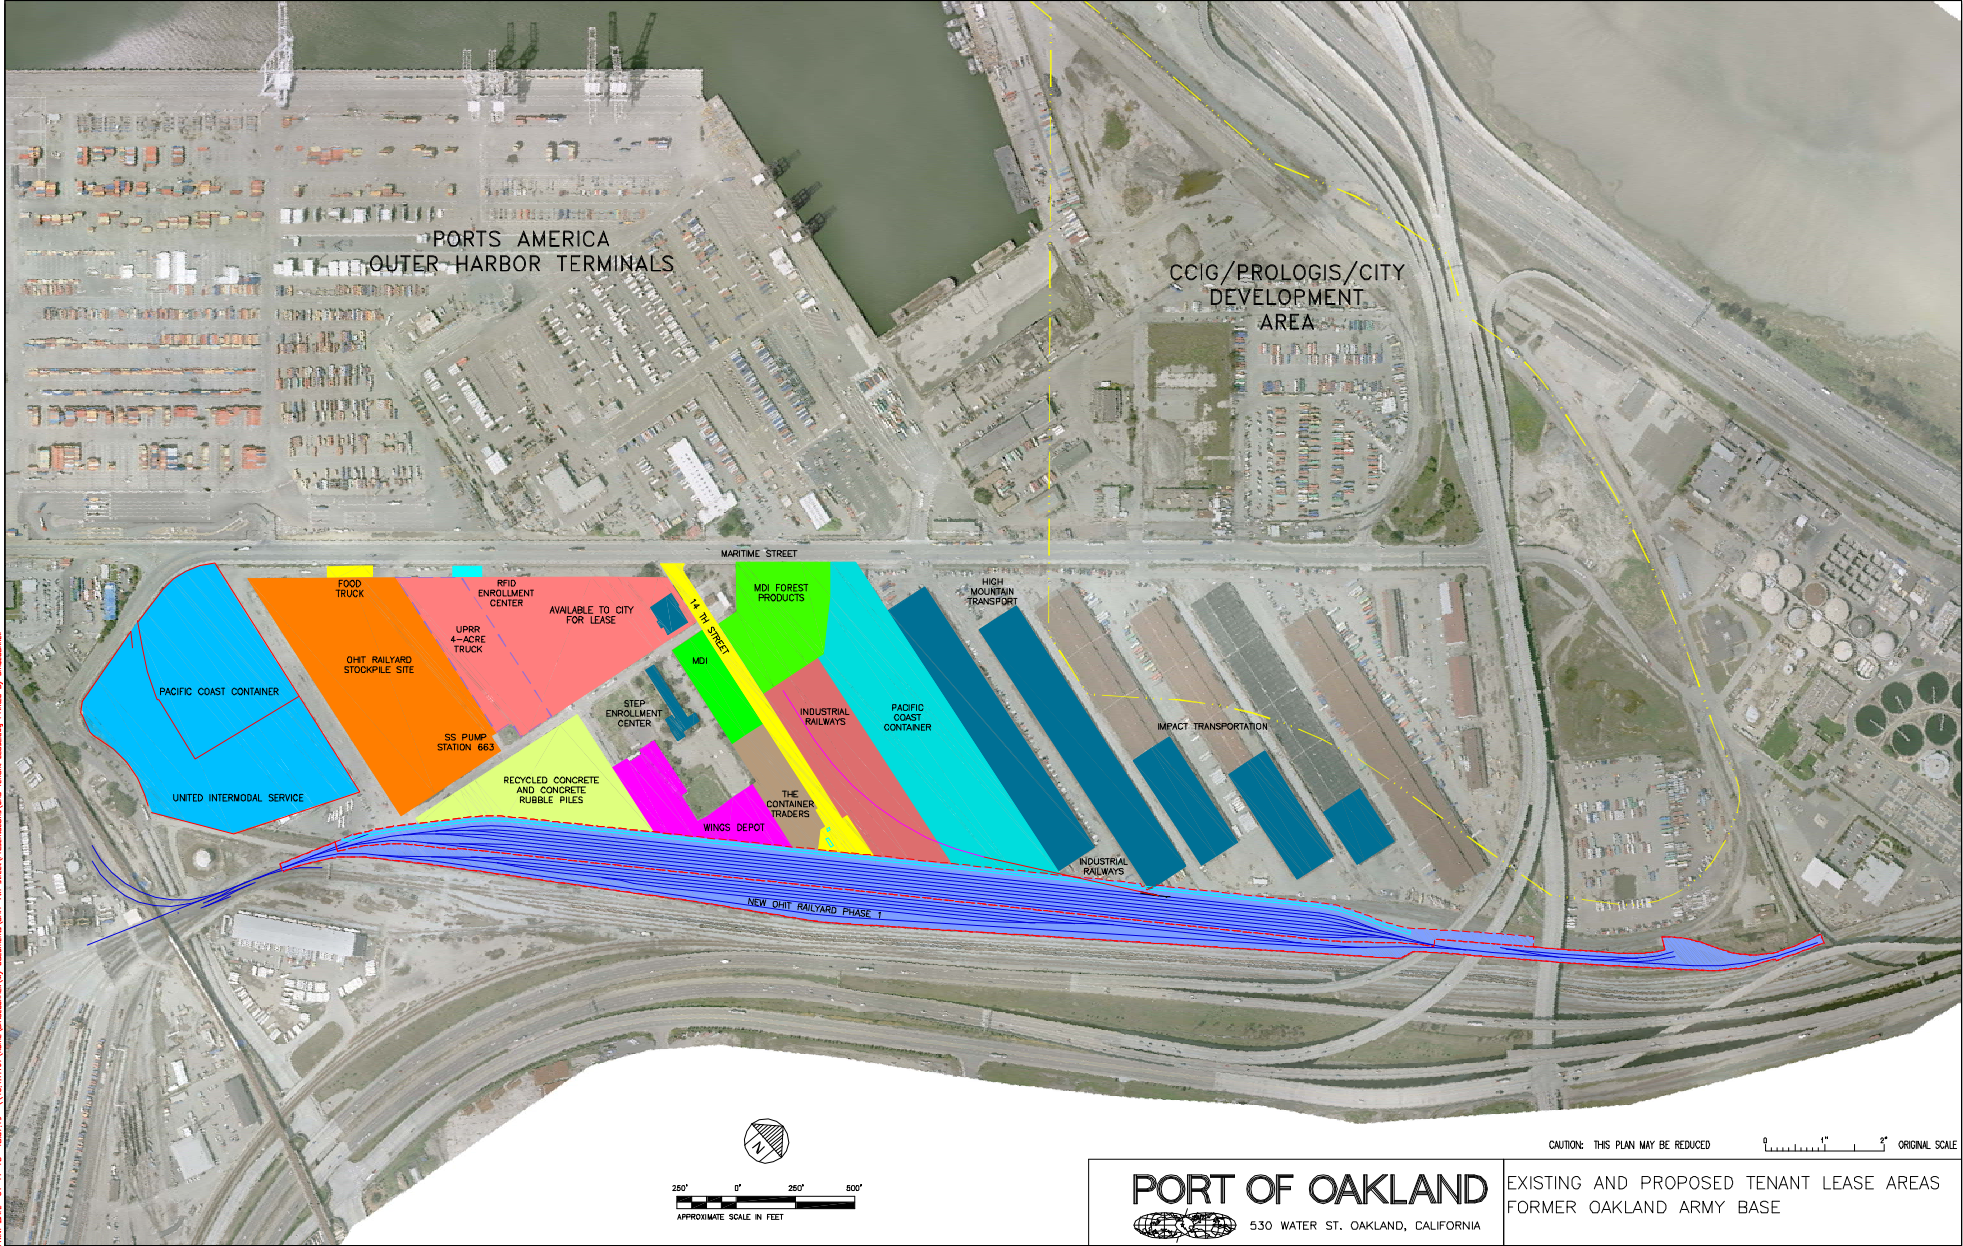 PORTS AMERICA
OUTER HARBOR TERMINALS
CCIG/PROLOGIS/CITY
DEVELOPMENT
AREA
MARITIME STREET
FOOD
TRUCK
RFID
ENROLLMENT
CENTER
AVAILABLE TO CITY
FOR LEASE
UPRR
4-ACRE
TRUCK
14 TH STREET
MDI FOREST
PRODUCTS
HIGH
MOUNTAIN
TRANSPORT
OHIT RAILYARD
STOCKPILE SITE
MDI
PACIFIC COAST CONTAINER
STEP
ENROLLMENT
CENTER
INDUSTRIAL
RAILWAYS
PACIFIC
COAST
CONTAINER
IMPACT TRANSPORTATION
SS PUMP
STATION 663
RECYCLED CONCRETE
AND CONCRETE
RUBBLE PILES
UNITED INTERMODAL SERVICE
THE
CONTAINER
TRADERS
WINGS DEPOT
INDUSTRIAL
RAILWAYS
NEW OHIT RAILYARD PHASE 1
N
250' 0' 250' 500'
APPROXIMATE SCALE IN FEET
CAUTION: THIS PLAN MAY BE REDUCED
0 1" 2" ORIGINAL SCALE
PORT OF OAKLAND
530 WATER ST. OAKLAND, CALIFORNIA
EXISTING AND PROPOSED TENANT LEASE AREAS
FORMER OAKLAND ARMY BASE